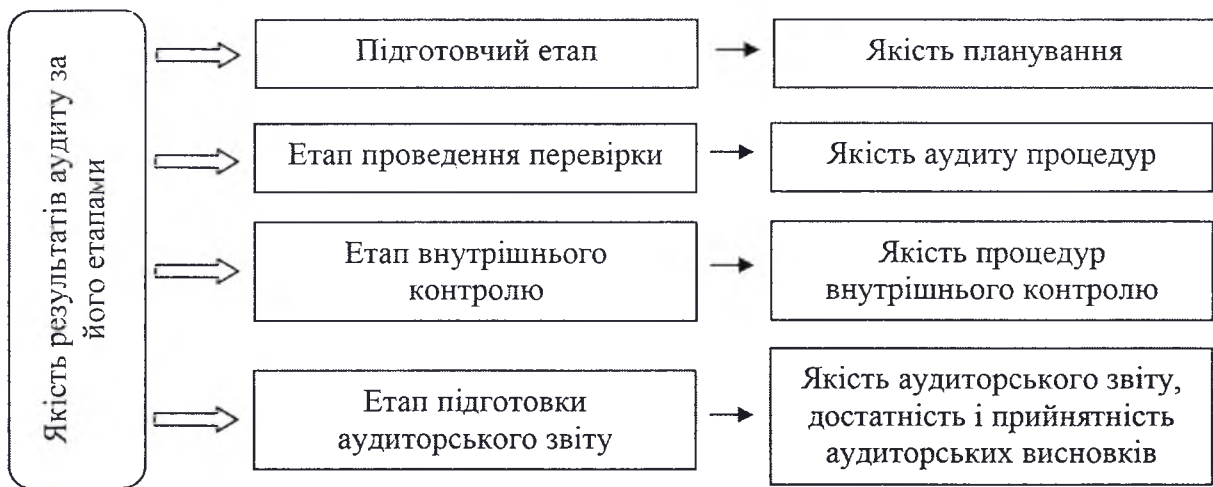 Якість результатів аудиту за
його етапами
Підготовчий етап
Якість планування
Етап проведення перевірки
Якість аудиту процедур
Етап внутрішнього
контролю
Якість процедур
внутрішнього контролю
Етап підготовки
аудиторського звіту
Якість аудиторського звіту,
достатність і прийнятність
аудиторських висновків